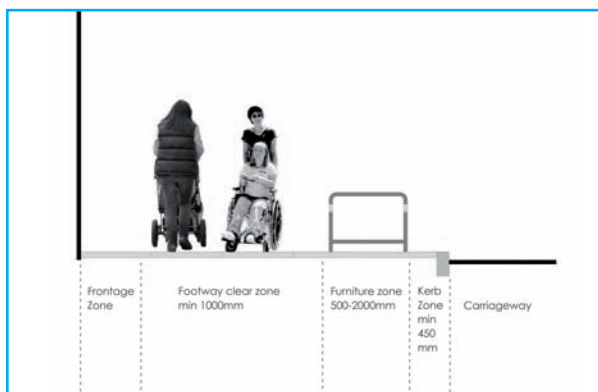 Frontage
Zone
Footway clear zone
min 1000mm
Furniture zone
500-2000mm
Kerb
Zone
min
450
mm
Carriageway